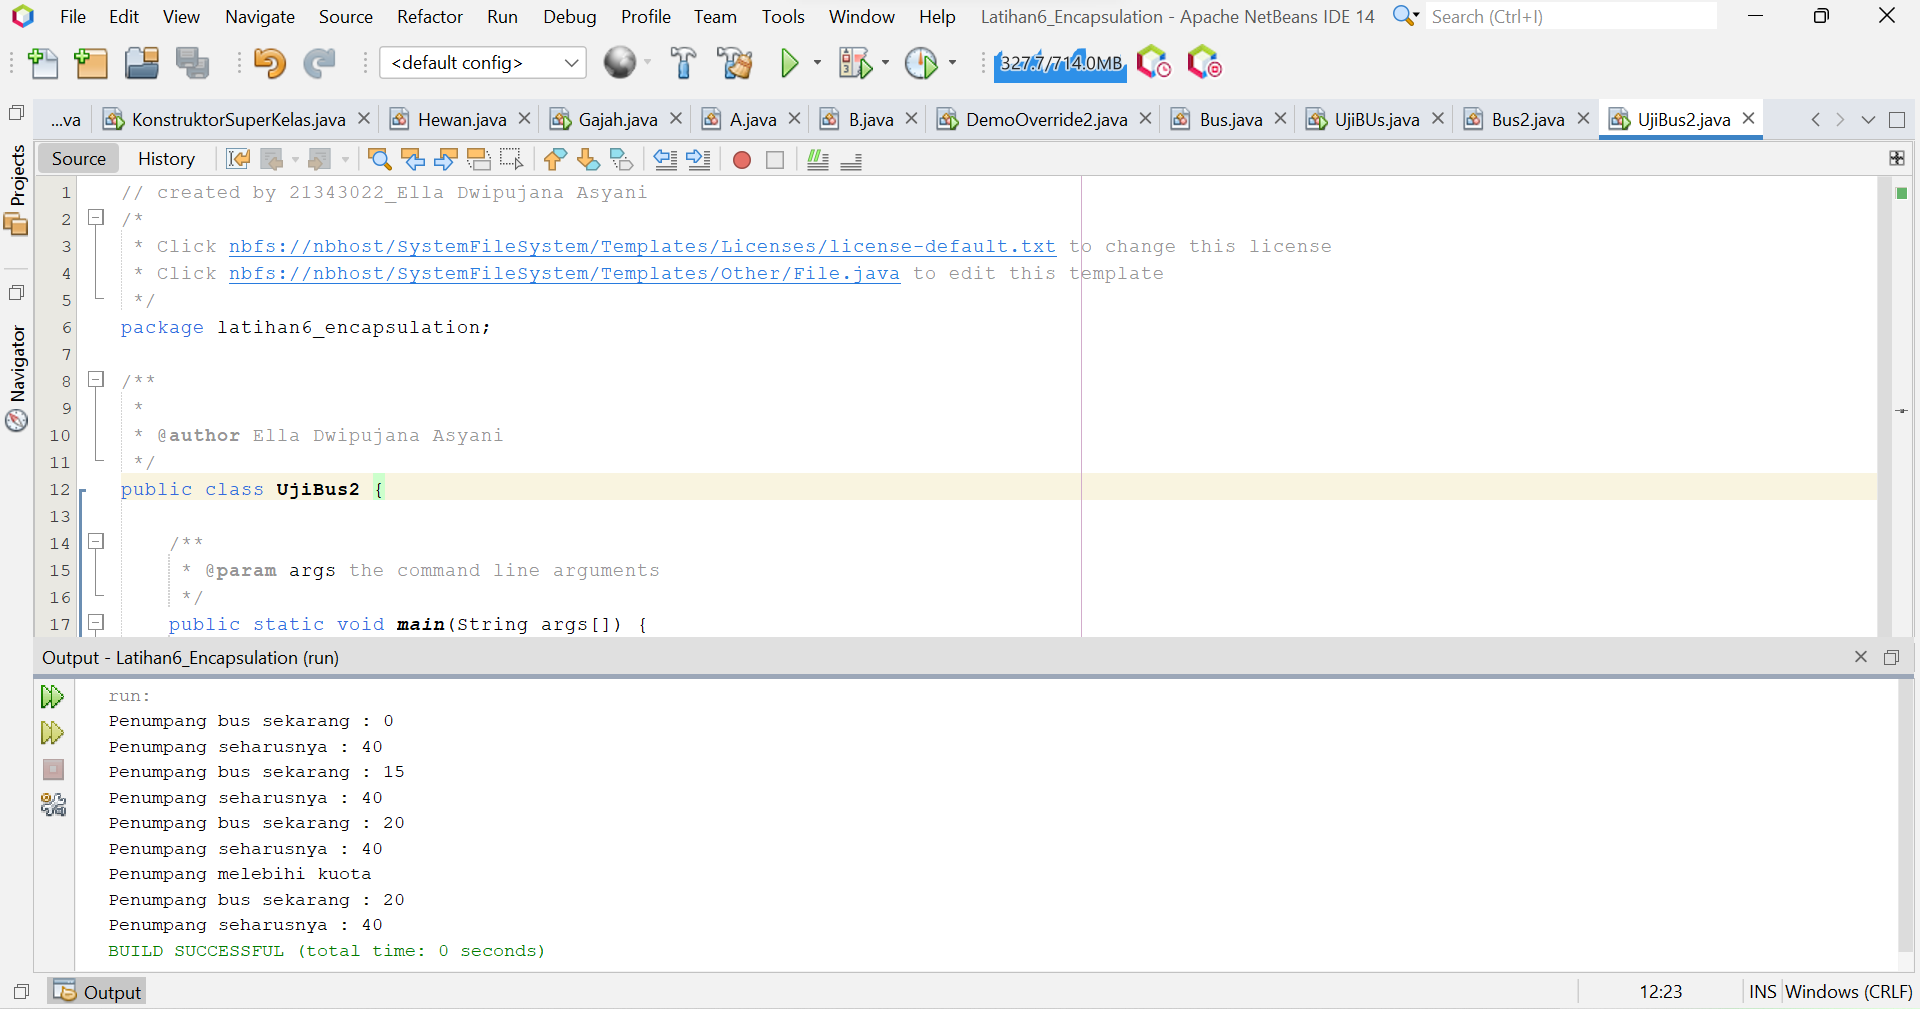 File Edit View Navigate Source Refactor Run Debug Profile Team Tools Window Help Latihan6_Encapsulation - Apache NetBeans IDE 14 Search (Ctrl+I)
<default config> 327.7/714.0MB
...va KonstruktorSuperKelas.java Hewan.java Gajah.java A.java B.java DemoOverride2.java Bus.java UjiBUs.java Bus2.java UjiBus2.java
Source History
Projects
Navigator
1 // created by 21343022_Ella Dwipujana Asyani
2 /*
3 * Click nbfs://nbhost/SystemFileSystem/Templates/Licenses/license-default.txt to change this license
4 * Click nbfs://nbhost/SystemFileSystem/Templates/Other/File.java to edit this template
5 */
6 package latihan6_encapsulation;
7
8 /**
9 *
10 * @author Ella Dwipujana Asyani
11 */
12 public class UjiBus2 {
13
14 /**
15 * @param args the command line arguments
16 */
17 public static void main(String args[]) {
Output - Latihan6_Encapsulation (run)
run:
Penumpang bus sekarang : 0
Penumpang seharusnya : 40
Penumpang bus sekarang : 15
Penumpang seharusnya : 40
Penumpang bus sekarang : 20
Penumpang seharusnya : 40
Penumpang melebihi kuota
Penumpang bus sekarang : 20
Penumpang seharusnya : 40
BUILD SUCCESSFUL (total time: 0 seconds)
Output 12:23 INS Windows (CRLF)